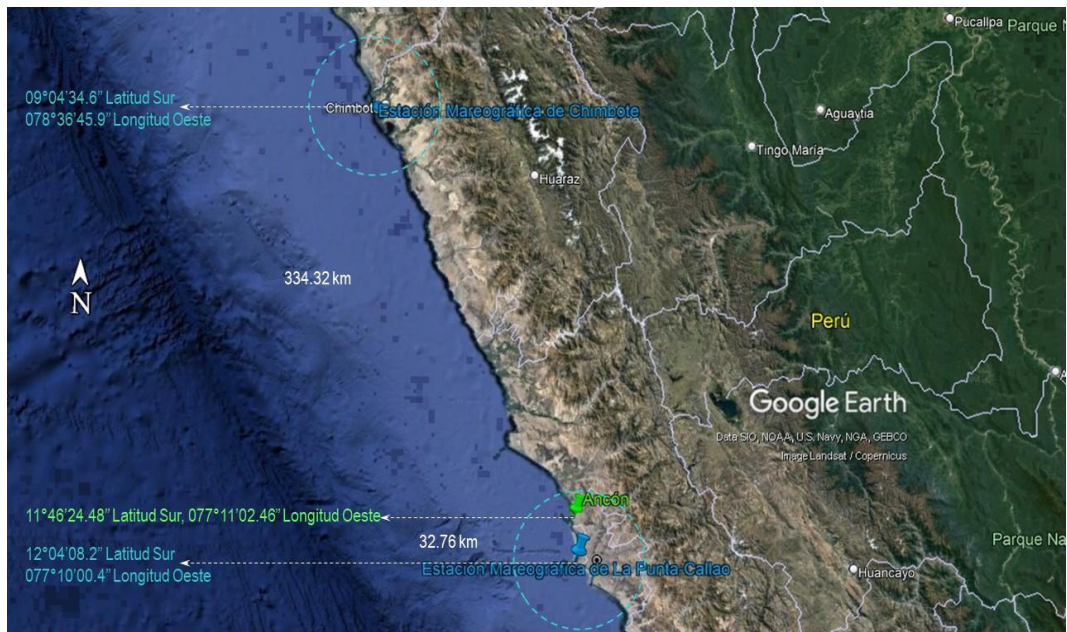 Pucallpa
Parque N
09°04'34.6" Latitud Sur
078°36'45.9" Longitud Oeste
Chimbot
Estación Mareográfica de Chimbote
Aguaytía
Tingo María
Huaraz
334.32 km
N
Perú
Google Earth
Data SIO, NOAA, U.S. Navy, NGA, GEBCO
Image Landsat / Copernicus
Ancón
11°46'24.48" Latitud Sur, 077°11'02.46" Longitud Oeste
32.76 km
12°04'08.2" Latitud Sur
077°10'00.4" Longitud Oeste
Estación Mareográfica de La Punta-Callao
Parque Na
Huancayo